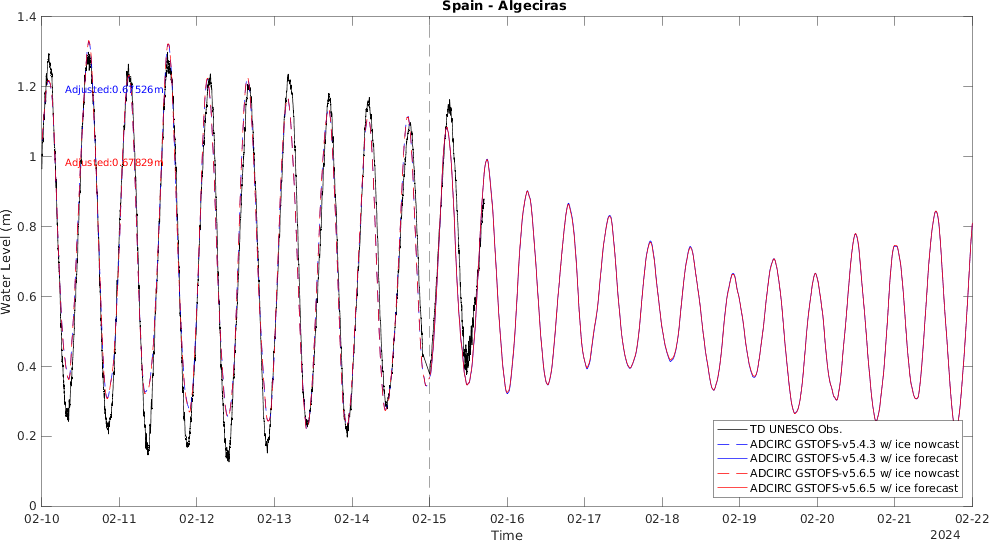 Spain - Algeciras
1.4
1.2
1
0.8
0.6
0.4
0.2
0
Water Level (m)
Adjusted:0.67526m
Adjusted:0.67829m
TD UNESCO Obs.
ADCIRC GSTOFS-v5.4.3 w/ ice nowcast
ADCIRC GSTOFS-v5.4.3 w/ ice forecast
ADCIRC GSTOFS-v5.6.5 w/ ice nowcast
ADCIRC GSTOFS-v5.6.5 w/ ice forecast
02-10 02-11 02-12 02-13 02-14 02-15 02-16 02-17 02-18 02-19 02-20 02-21 02-22
Time
2024